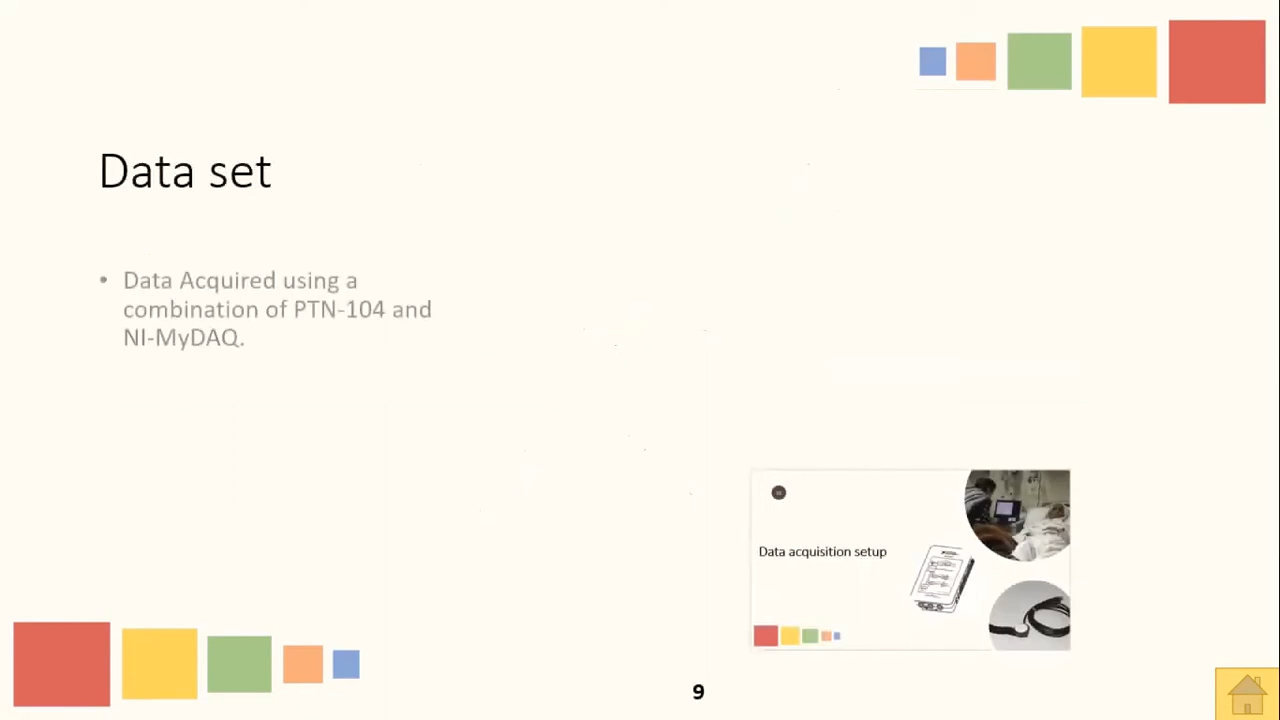 Data set
• Data Acquired using a
combination of PTN-104 and
NI-MyDAQ.
Data acquisition setup
9